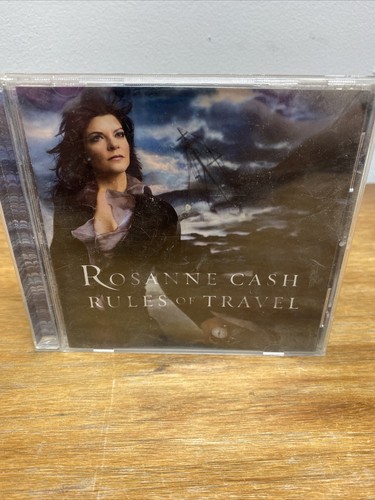 ROSANNE CASH
RULES OF TRAVEL